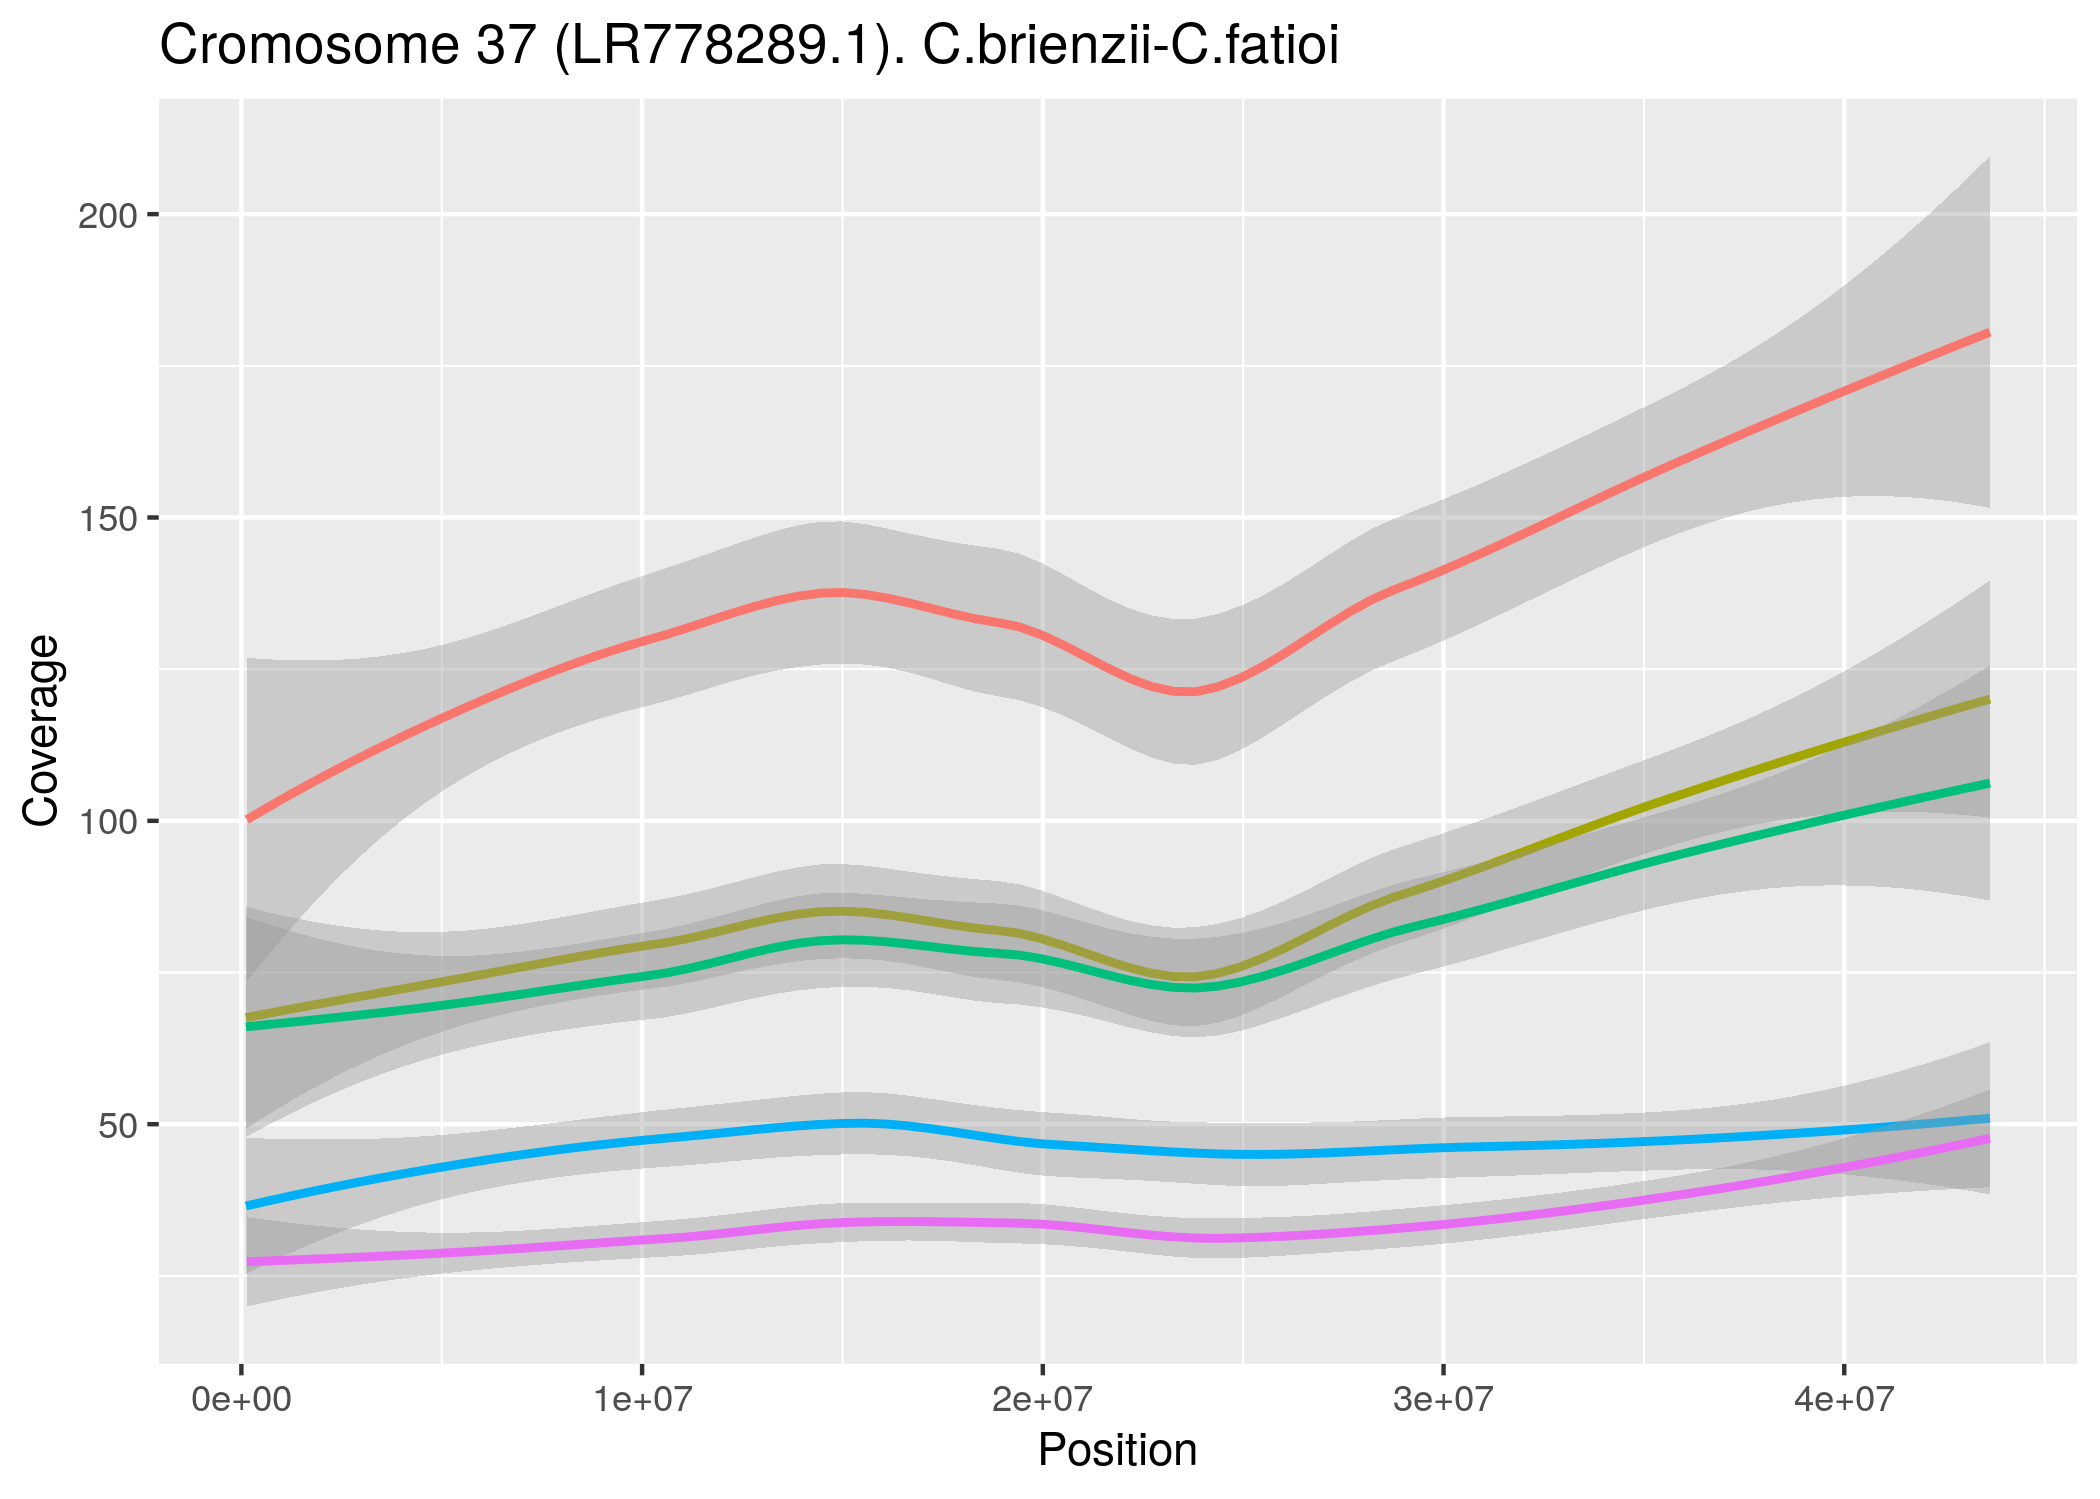 Cromosome 37 (LR778289.1). C.brienzii-C.fatioi
200
150
100
50
Coverage
0e+00 1e+07 2e+07 3e+07 4e+07
Position